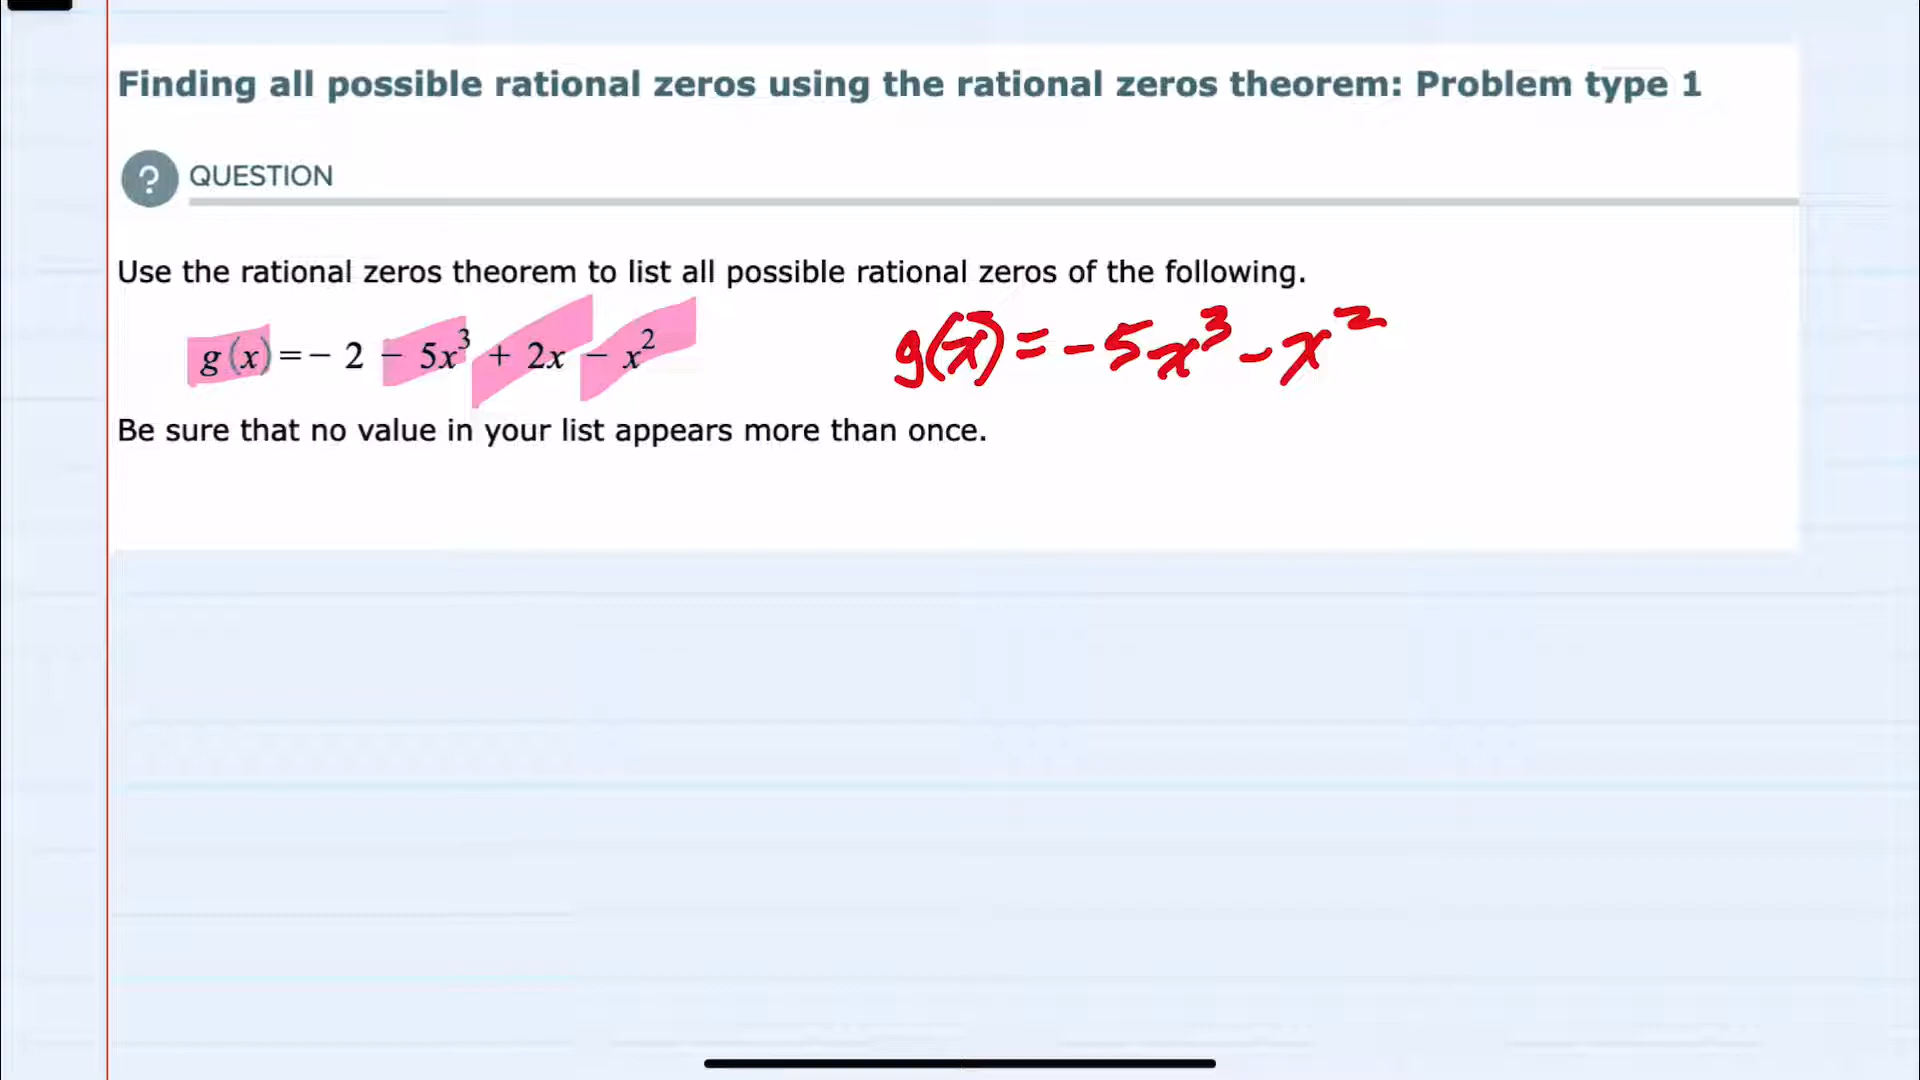 Finding all possible rational zeros using the rational zeros theorem: Problem type 1
? QUESTION
Use the rational zeros theorem to list all possible rational zeros of the following.
g(x)=− 2 − 5x³ + 2x − x² g(x)=-5x³-x²
Be sure that no value in your list appears more than once.